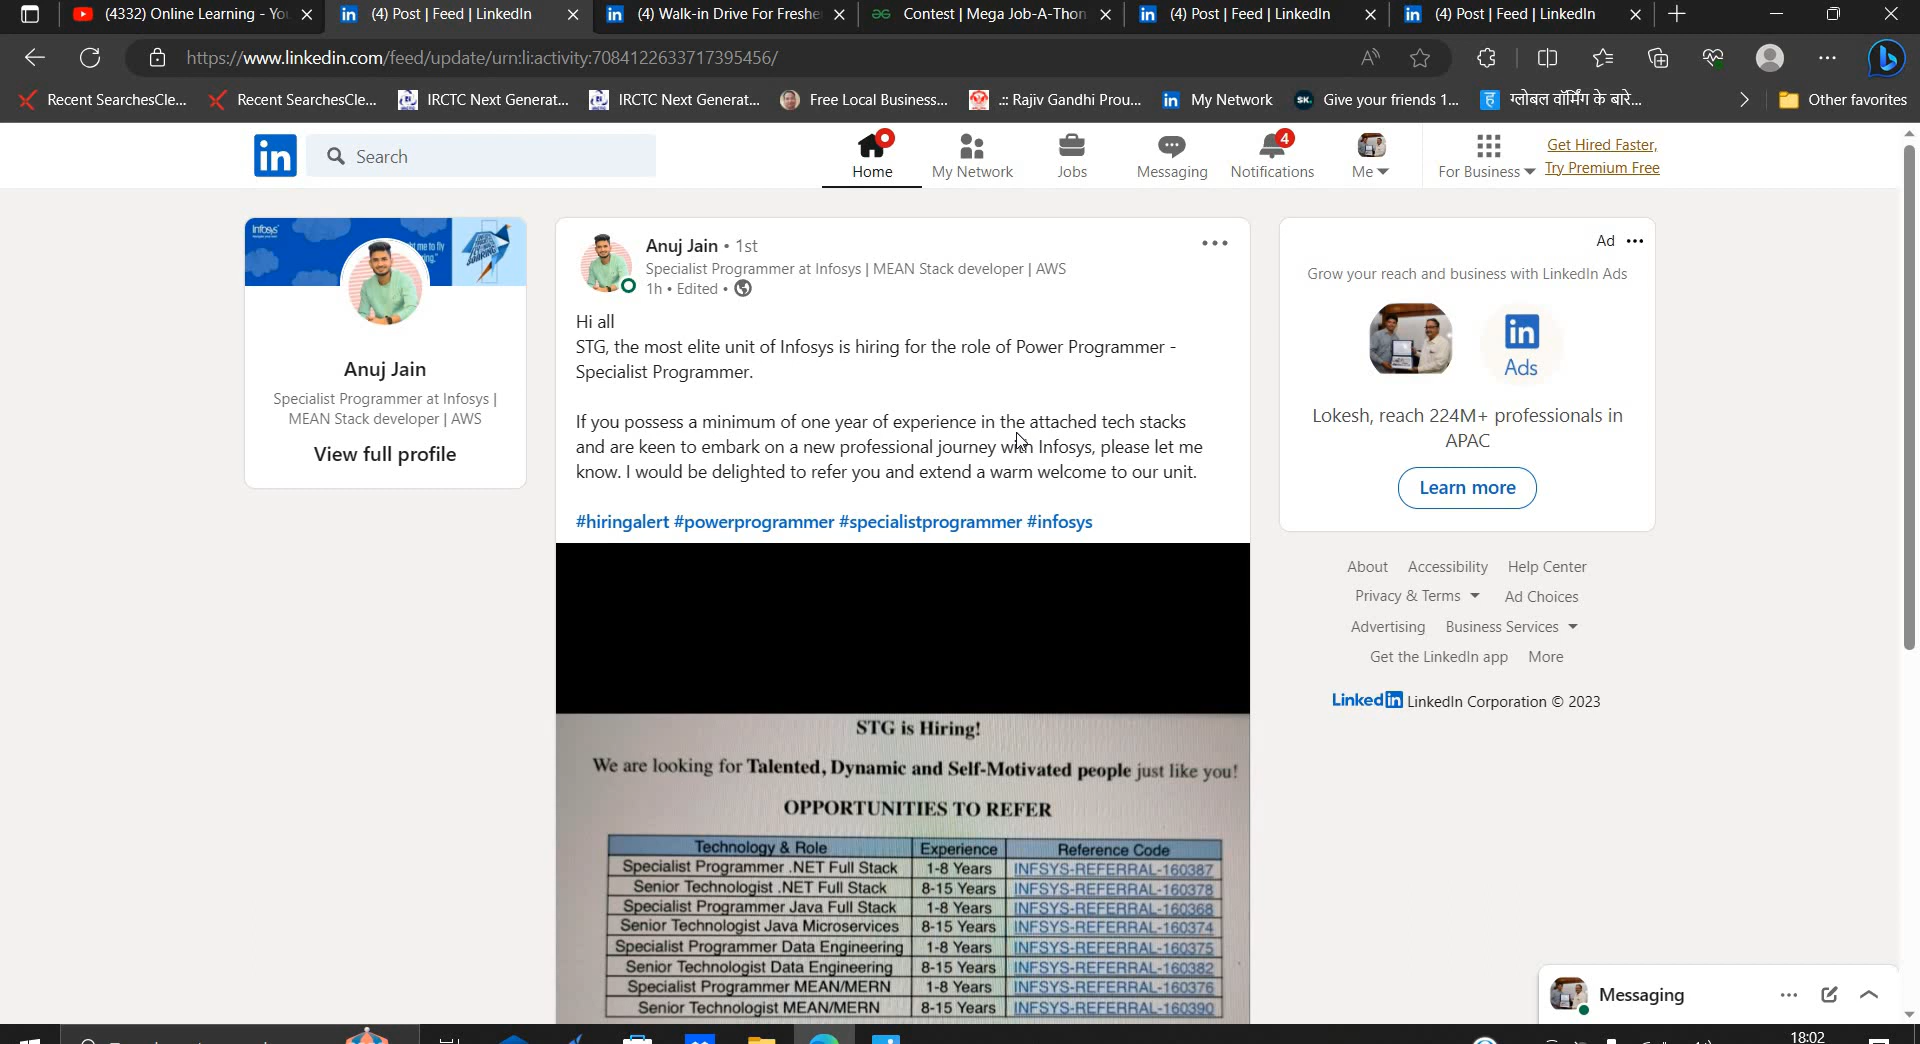 (4332) Online Learning - Yo
(4) Post | Feed | LinkedIn
(4) Walk-in Drive For Freshe
Contest | Mega Job-A-Thon
(4) Post | Feed | LinkedIn
(4) Post | Feed | LinkedIn
https://www.linkedin.com/feed/update/urn:li:activity:7084122633717395456/
Recent SearchesCle...
Recent SearchesCle...
IRCTC Next Generat...
IRCTC Next Generat...
Free Local Business...
.:: Rajiv Gandhi Prou...
My Network
Give your friends 1...
ग्लोबल वॉर्मिंग के बारे...
Other favorites
in
Search
Home
My Network
Jobs
Messaging
4
Notifications
Me
For Business
Get Hired Faster,
Try Premium Free
Infosys
Anuj Jain
Specialist Programmer at Infosys |
MEAN Stack developer | AWS
View full profile
Anuj Jain • 1st
Specialist Programmer at Infosys | MEAN Stack developer | AWS
1h • Edited •
Hi all
STG, the most elite unit of Infosys is hiring for the role of Power Programmer -
Specialist Programmer.
If you possess a minimum of one year of experience in the attached tech stacks
and are keen to embark on a new professional journey with Infosys, please let me
know. I would be delighted to refer you and extend a warm welcome to our unit.
#hiringalert #powerprogrammer #specialistprogrammer #infosys
STG is Hiring!
We are looking for Talented, Dynamic and Self-Motivated people just like you!
OPPORTUNITIES TO REFER
Technology & Role Experience Reference Code
Specialist Programmer .NET Full Stack 1-8 Years INFSYS-REFERRAL-160387
Senior Technologist .NET Full Stack 8-15 Years INFSYS-REFERRAL-160378
Specialist Programmer Java Full Stack 1-8 Years INFSYS-REFERRAL-160368
Senior Technologist Java Microservices 8-15 Years INFSYS-REFERRAL-160374
Specialist Programmer Data Engineering 1-8 Years INFSYS-REFERRAL-160375
Senior Technologist Data Engineering 8-15 Years INFSYS-REFERRAL-160382
Specialist Programmer MEAN/MERN 1-8 Years INFSYS-REFERRAL-160376
Senior Technologist MEAN/MERN 8-15 Years INFSYS-REFERRAL-160390
Ad
Grow your reach and business with LinkedIn Ads
in
Ads
Lokesh, reach 224M+ professionals in
APAC
Learn more
About Accessibility Help Center
Privacy & Terms Ad Choices
Advertising Business Services
Get the LinkedIn app More
Linkedin LinkedIn Corporation © 2023
Messaging
18:02